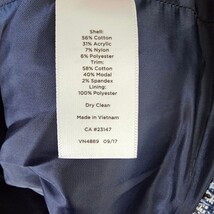 Shell:
56% Cotton
31% Acrylic
7% Nylon
6% Polyester
Trim:
58% Cotton
40% Modal
2% Spandex
Lining:
100% Polyester
Dry Clean
Made in Vietnam
CA #23147
VN4889 09/17